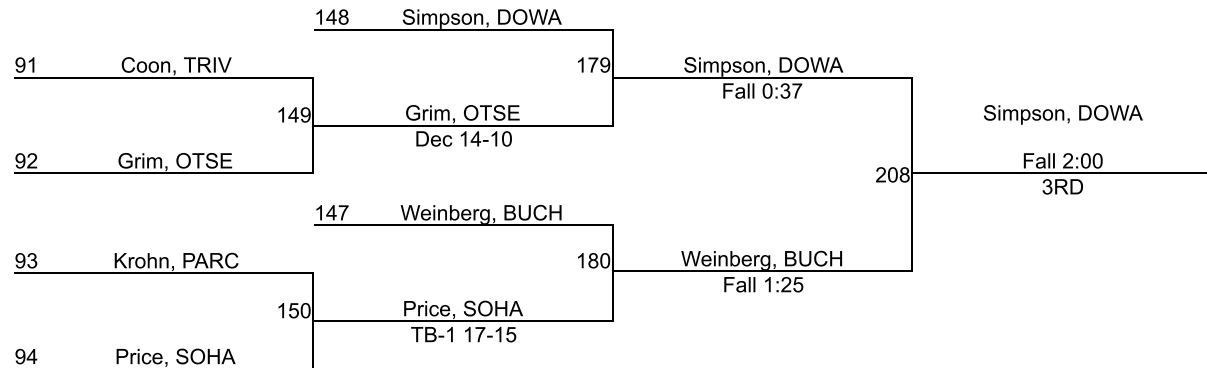 148 Simpson, DOWA
91 Coon, TRIV
179 Simpson, DOWA
Fall 0:37
149 Grim, OTSE
Dec 14-10
Simpson, DOWA
92 Grim, OTSE
Fall 2:00
208
3RD
147 Weinberg, BUCH
93 Krohn, PARC
180 Weinberg, BUCH
Fall 1:25
150 Price, SOHA
TB-1 17-15
94 Price, SOHA